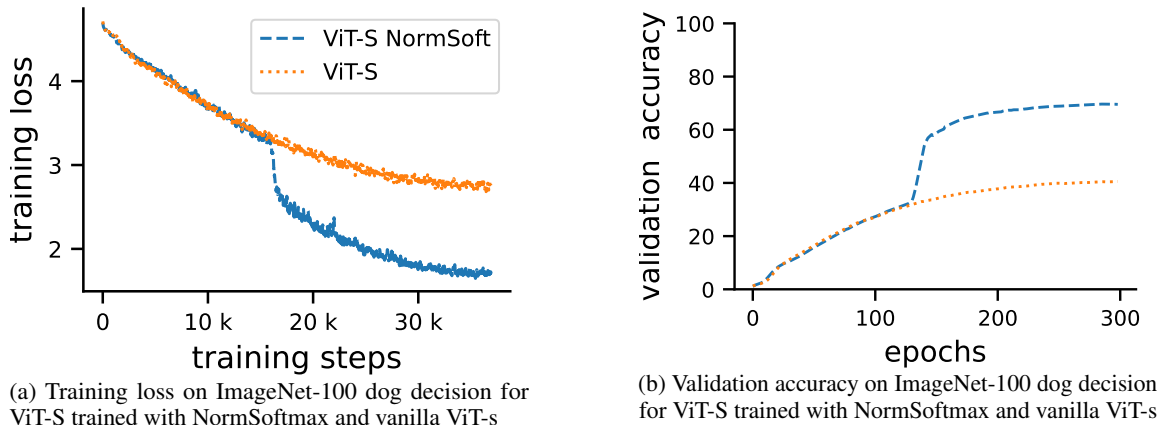 training loss
4
3
2
ViT-S NormSoft
ViT-S
0
10 k
20 k
30 k
training steps
(a) Training loss on ImageNet-100 dog decision for
ViT-S trained with NormSoftmax and vanilla ViT-s
validation accuracy
100
80
60
40
20
0
0
100
200
300
epochs
(b) Validation accuracy on ImageNet-100 dog decision
for ViT-S trained with NormSoftmax and vanilla ViT-s